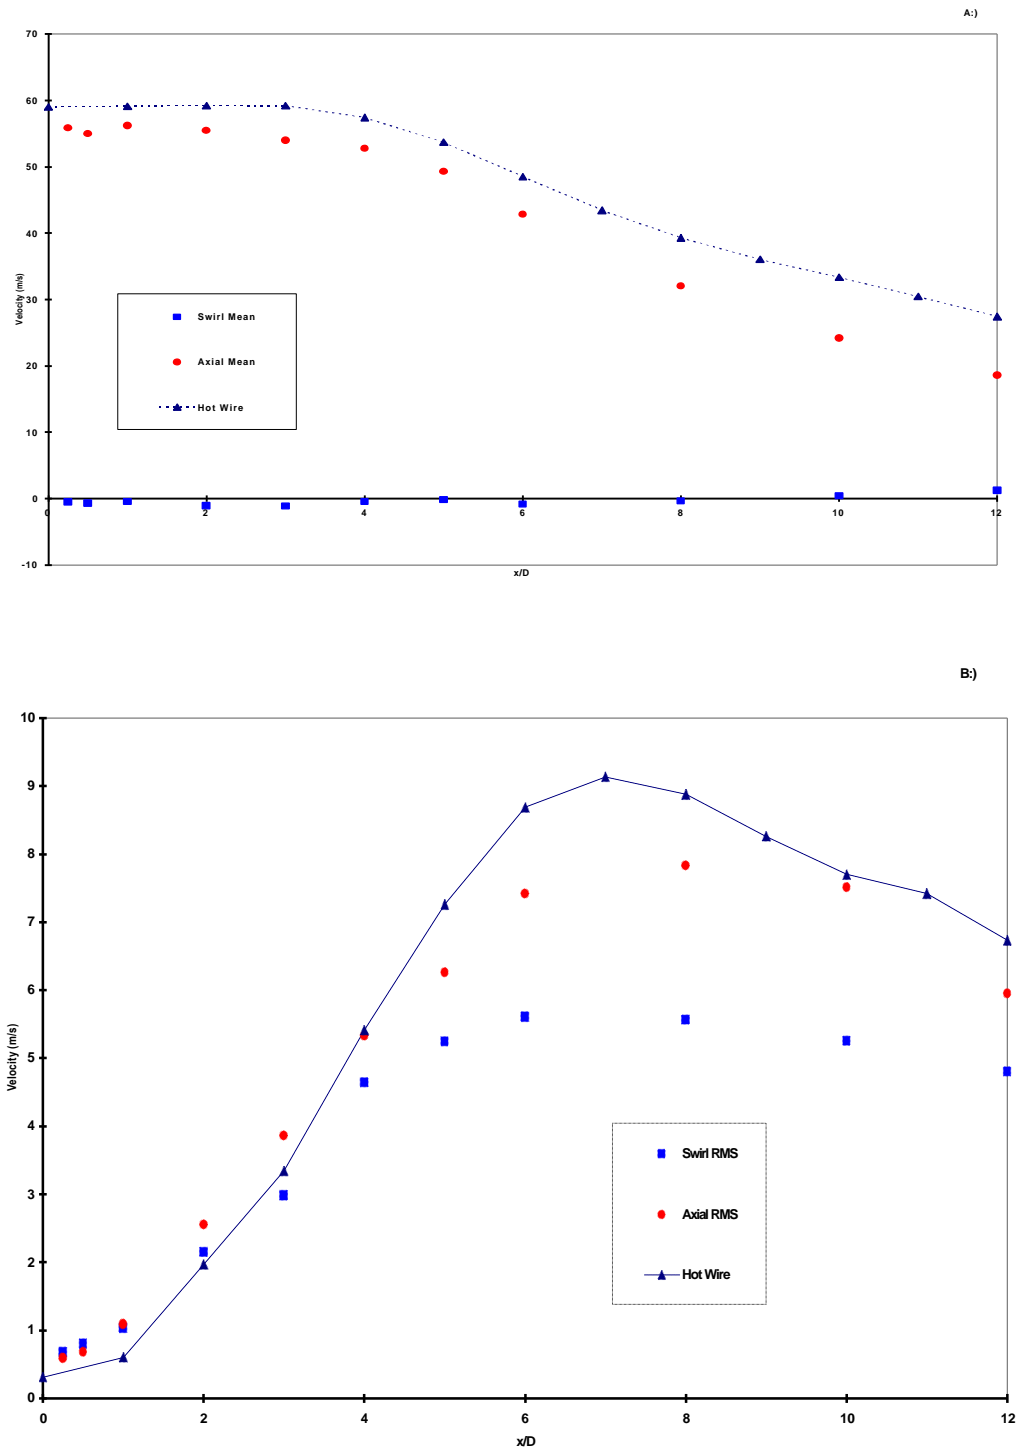 A:)
70
60
50
40
30
20
10
0
-10
Velocity (m/s)
Swirl Mean
Axial Mean
Hot Wire
0 2 4 6 8 10 12
x/D
B:)
10
9
8
7
6
5
4
3
2
1
0
Velocity (m/s)
Swirl RMS
Axial RMS
Hot Wire
0 2 4 6 8 10 12
x/D